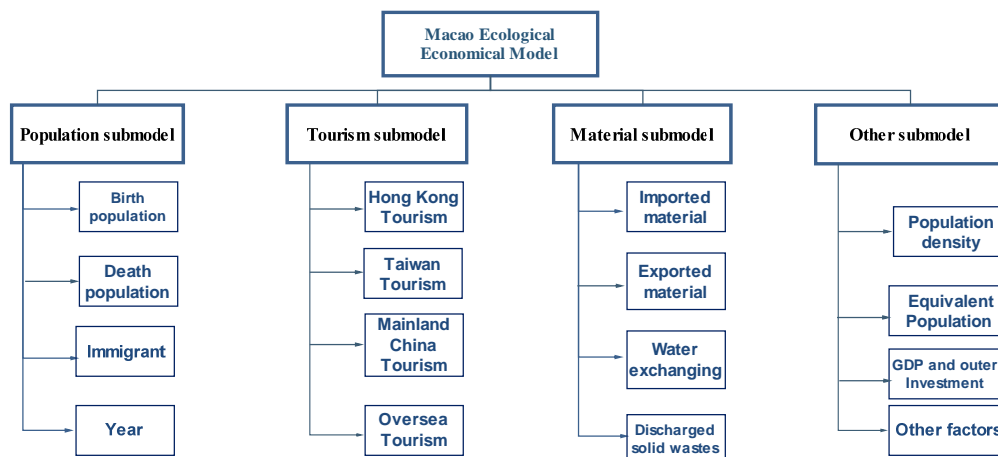 Macao Ecological
Economical Model
Population submodel
Tourism submodel
Material submodel
Other submodel
Birth
population
Death
population
Immigrant
Year
Hong Kong
Tourism
Taiwan
Tourism
Mainland
China
Tourism
Oversea
Tourism
Imported
material
Exported
material
Water
exchanging
Discharged
solid wastes
Population
density
Equivalent
Population
GDP and outer
Investment
Other factors